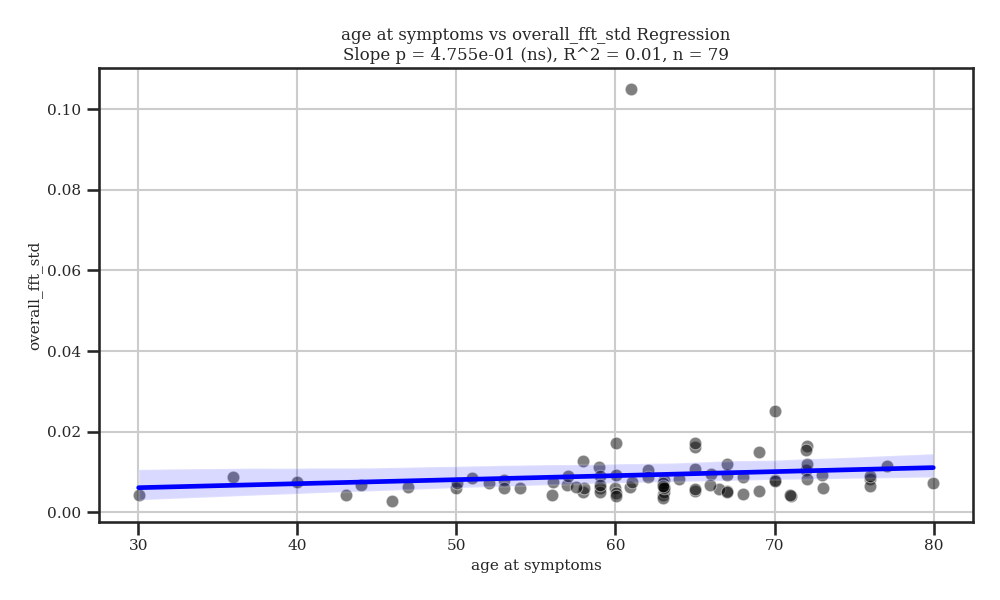 age at symptoms vs overall_fft_std Regression
Slope p = 4.755e-01 (ns), R^2 = 0.01, n = 79
overall_fft_std
0.10
0.08
0.06
0.04
0.02
0.00
30 40 50 60 70 80
age at symptoms